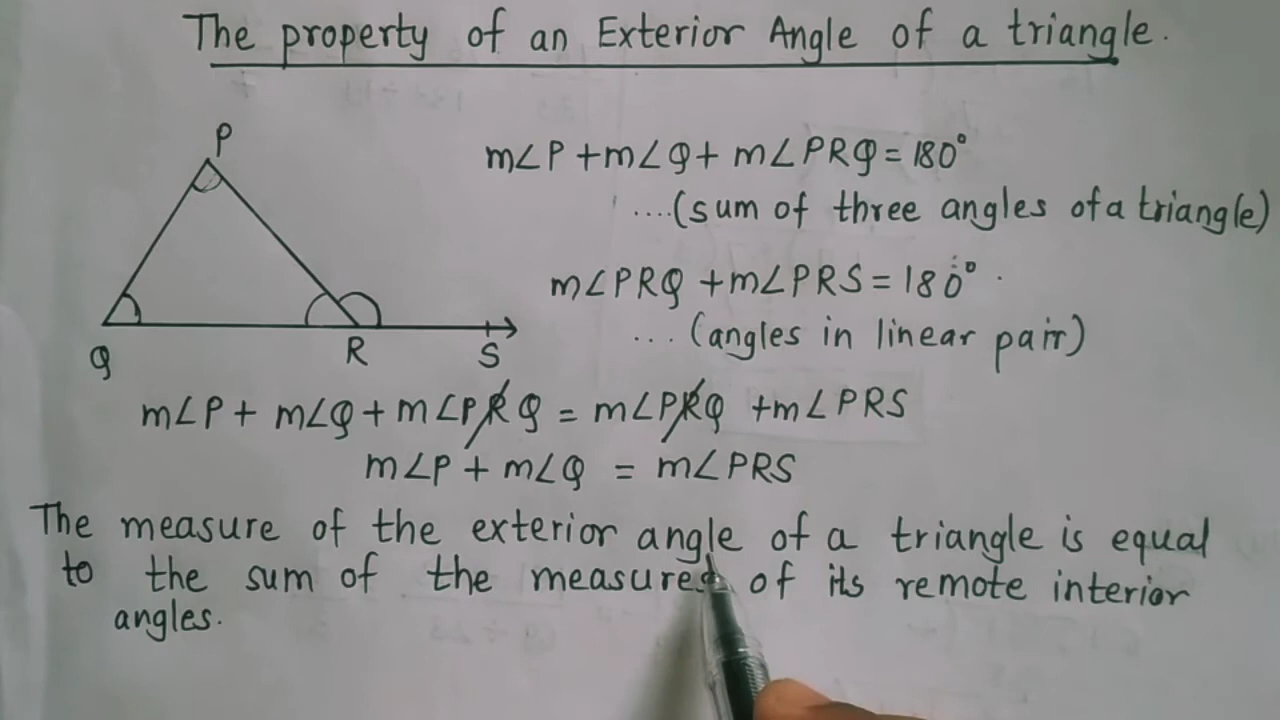 The property of an Exterior Angle of a triangle.
P
Q
R
S
m∠P + m∠Q + m∠PRQ = 180°
....(sum of three angles of a triangle)
m∠PRQ + m∠PRS = 180°
... (angles in linear pair)
m∠P + m∠Q + m∠PRQ = m∠PRQ + m∠PRS
m∠P + m∠Q = m∠PRS
The measure of the exterior angle of a triangle is equal
to the sum of the measures of its remote interior
angles.